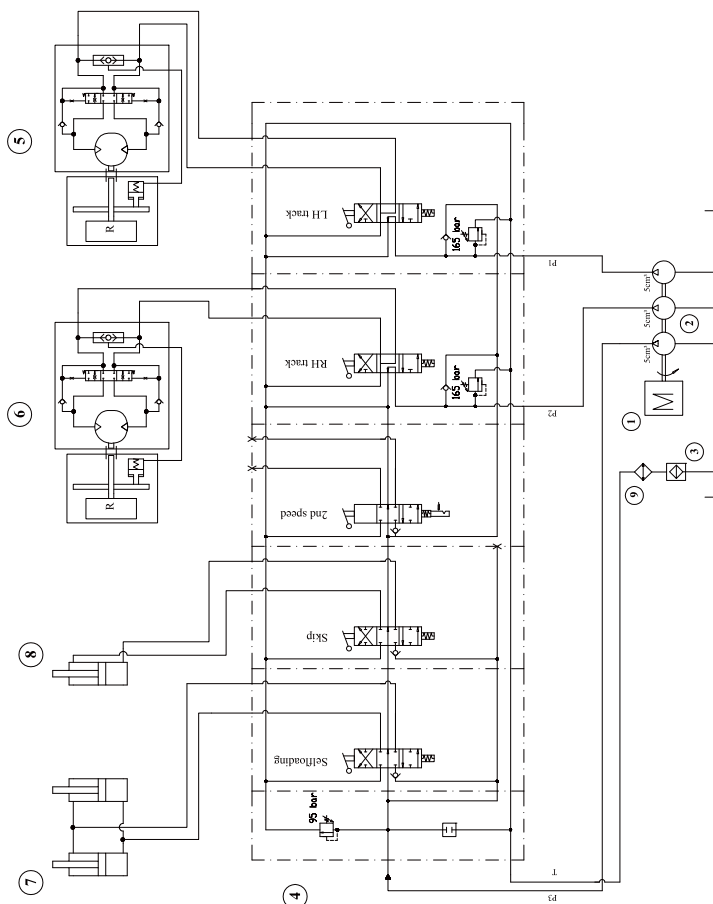 5
R
6
R
8
7
LH track
165 bar
RH track
165 bar
2nd speed
Skip
Selfloading
95 bar
4
P1
P2
T
P3
5cm³
5cm³
5cm³
2
M
1
3
9